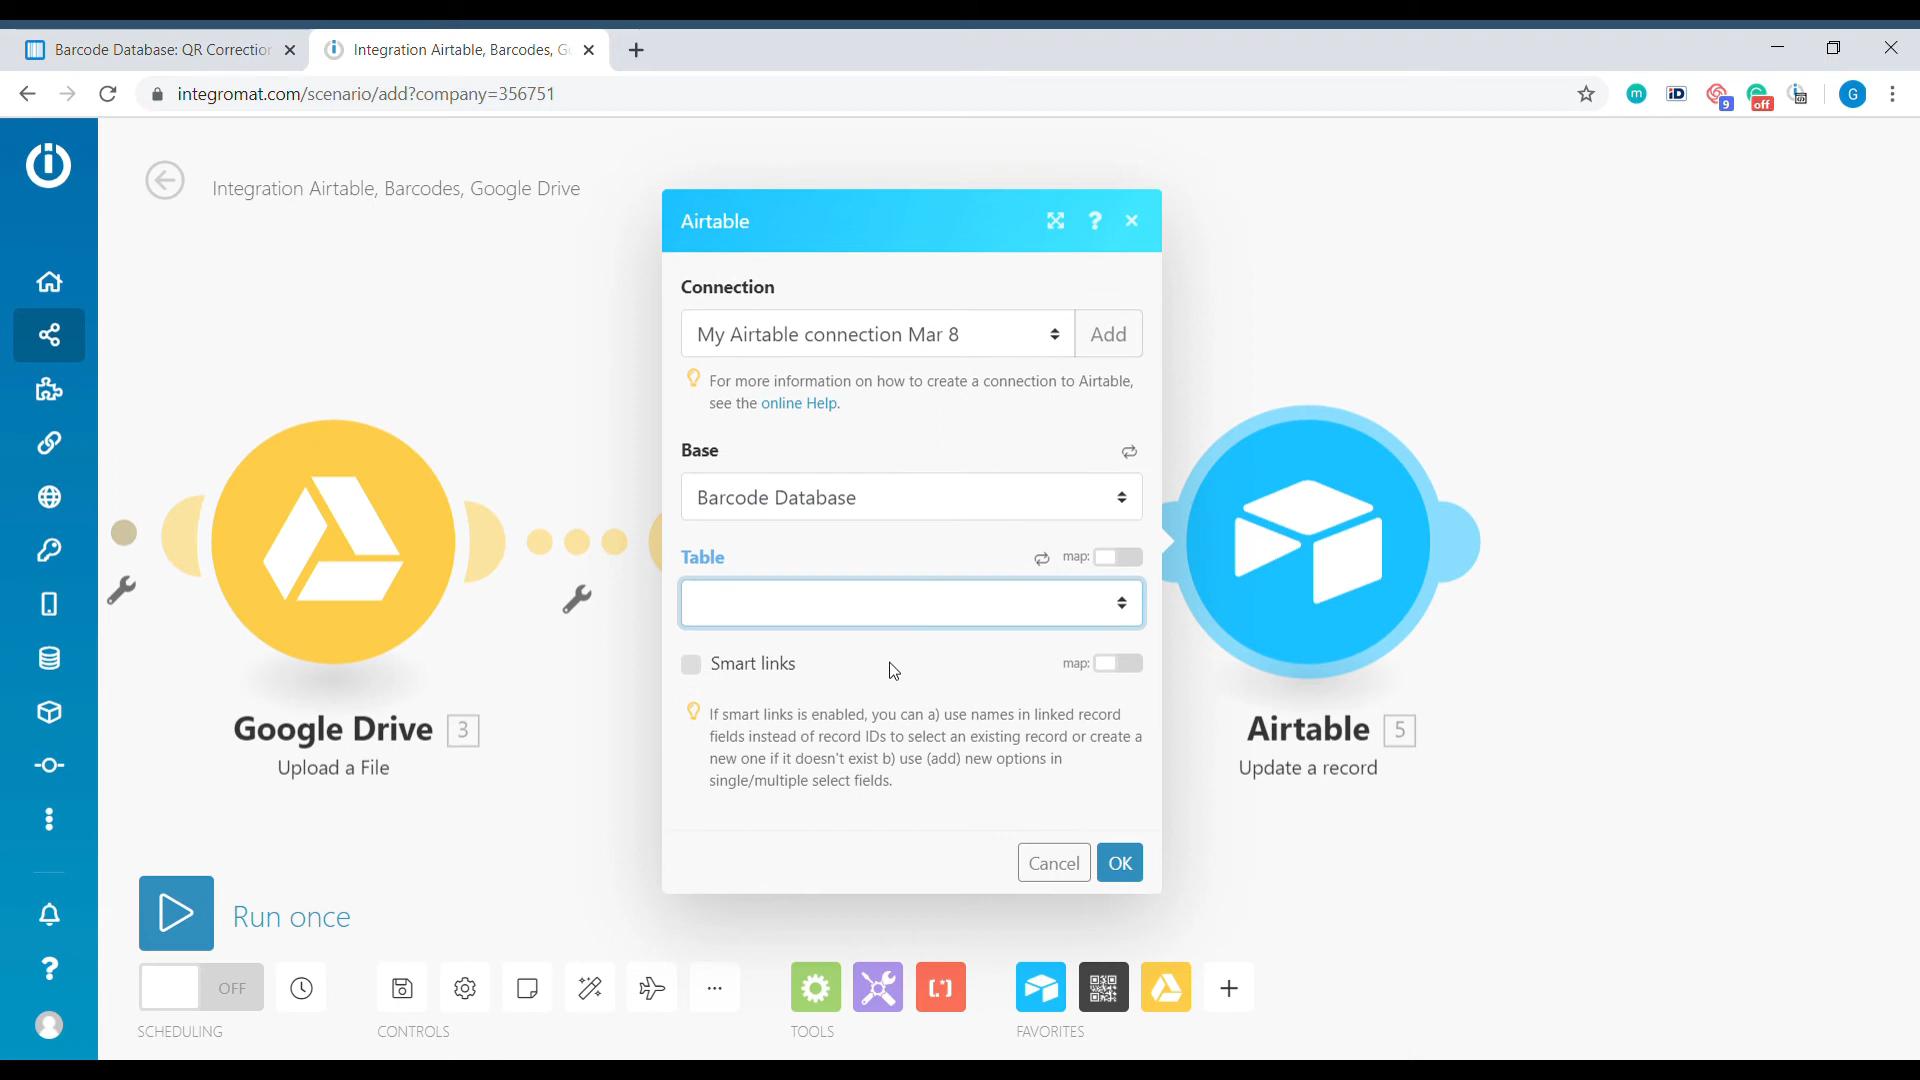 Barcode Database: QR Correction
Integration Airtable, Barcodes, Go
integromat.com/scenario/add?company=356751
m
iD
9
off
G
Integration Airtable, Barcodes, Google Drive
Airtable
?
Connection
My Airtable connection Mar 8
Add
For more information on how to create a connection to Airtable,
see the online Help.
Base
Barcode Database
Table
map:
Smart links
map:
If smart links is enabled, you can a) use names in linked record
fields instead of record IDs to select an existing record or create a
new one if it doesn't exist b) use (add) new options in
single/multiple select fields.
Cancel
OK
Google Drive 3
Upload a File
Airtable 5
Update a record
Run once
OFF
SCHEDULING
CONTROLS
TOOLS
FAVORITES